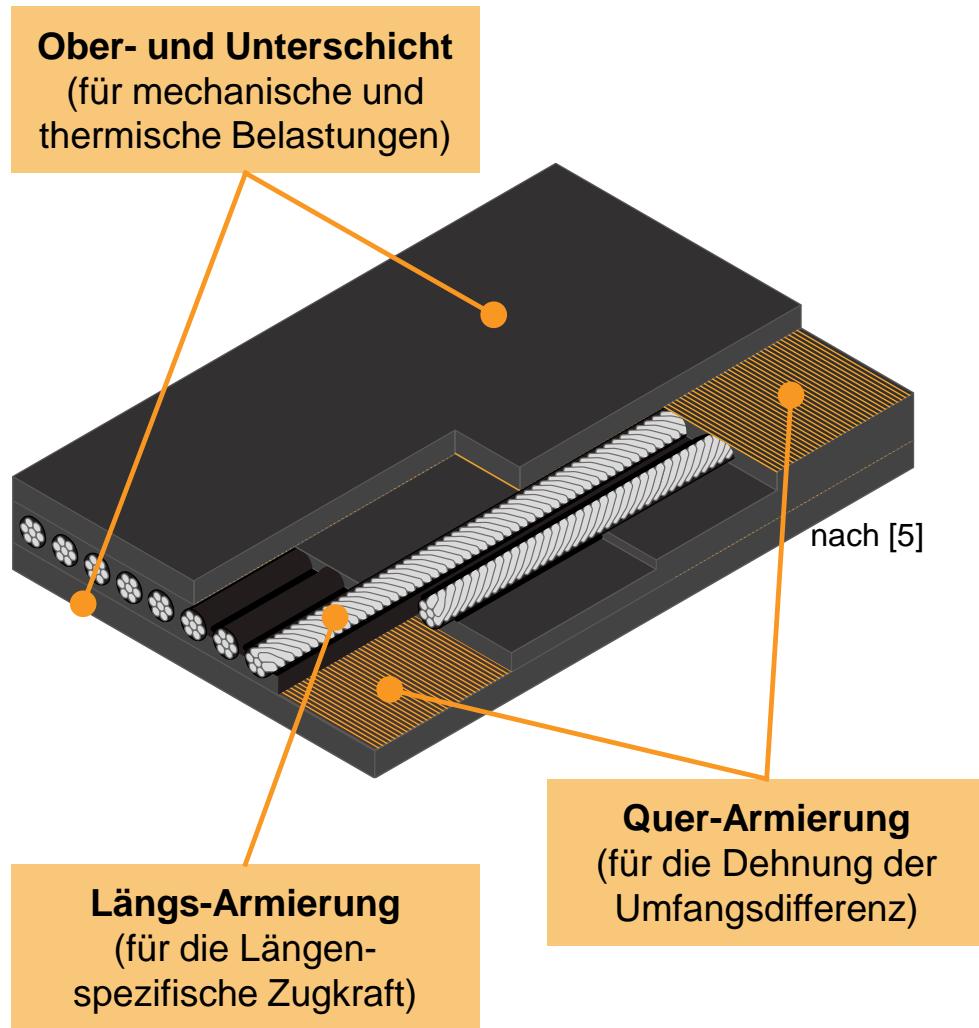 Ober- und Unterschicht
(für mechanische und
thermische Belastungen)
nach [5]
Quer-Armierung
(für die Dehnung der
Umfangsdifferenz)
Längs-Armierung
(für die Längen-
spezifische Zugkraft)